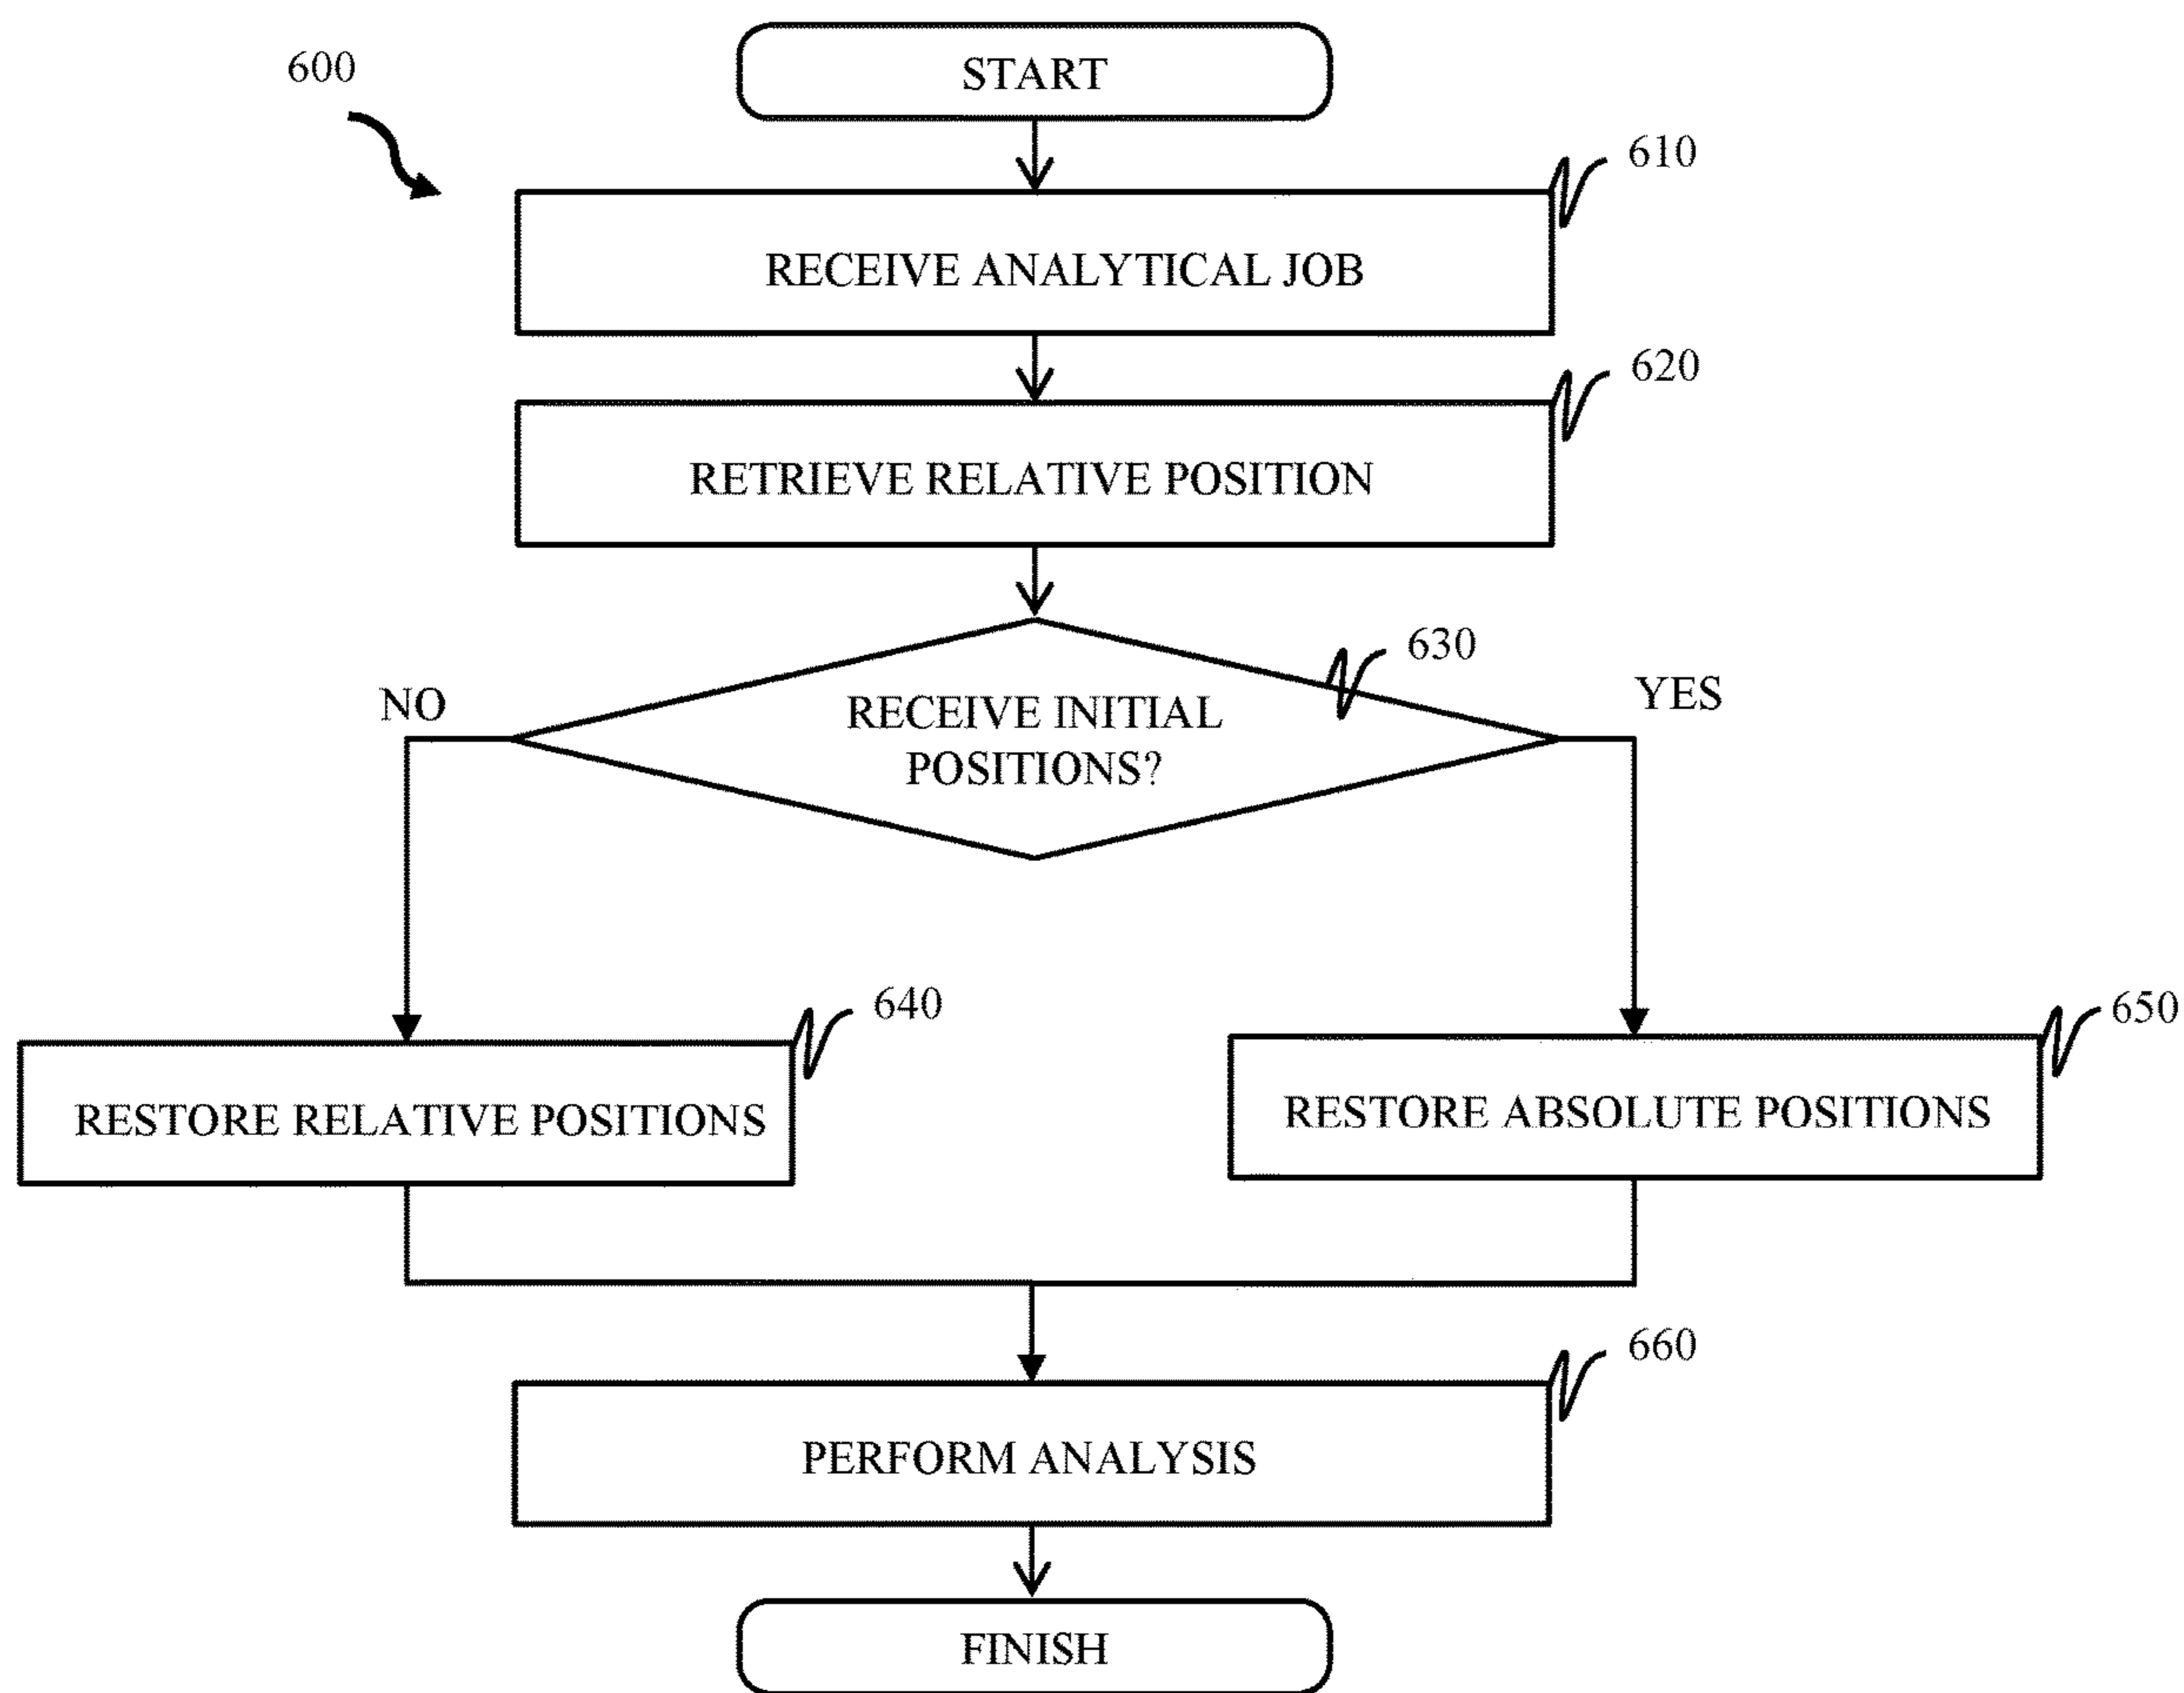 600
START
610
RECEIVE ANALYTICAL JOB
620
RETRIEVE RELATIVE POSITION
630
NO
YES
RECEIVE INITIAL
POSITIONS?
640
650
RESTORE RELATIVE POSITIONS
RESTORE ABSOLUTE POSITIONS
660
PERFORM ANALYSIS
FINISH